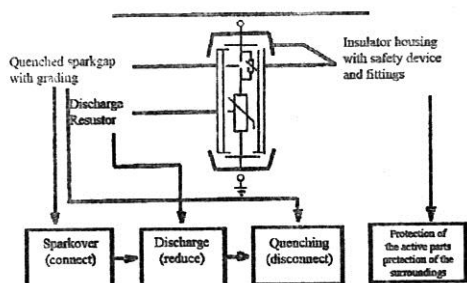 Quenched sparkgap
with grading
Discharge
Resustor
Insulator housing
with safety device
and fittings
Sparkover
(connect)
Discharge
(reduce)
Quenching
(disconnect)
Protection of
the active parts
pretection of the
surroundings